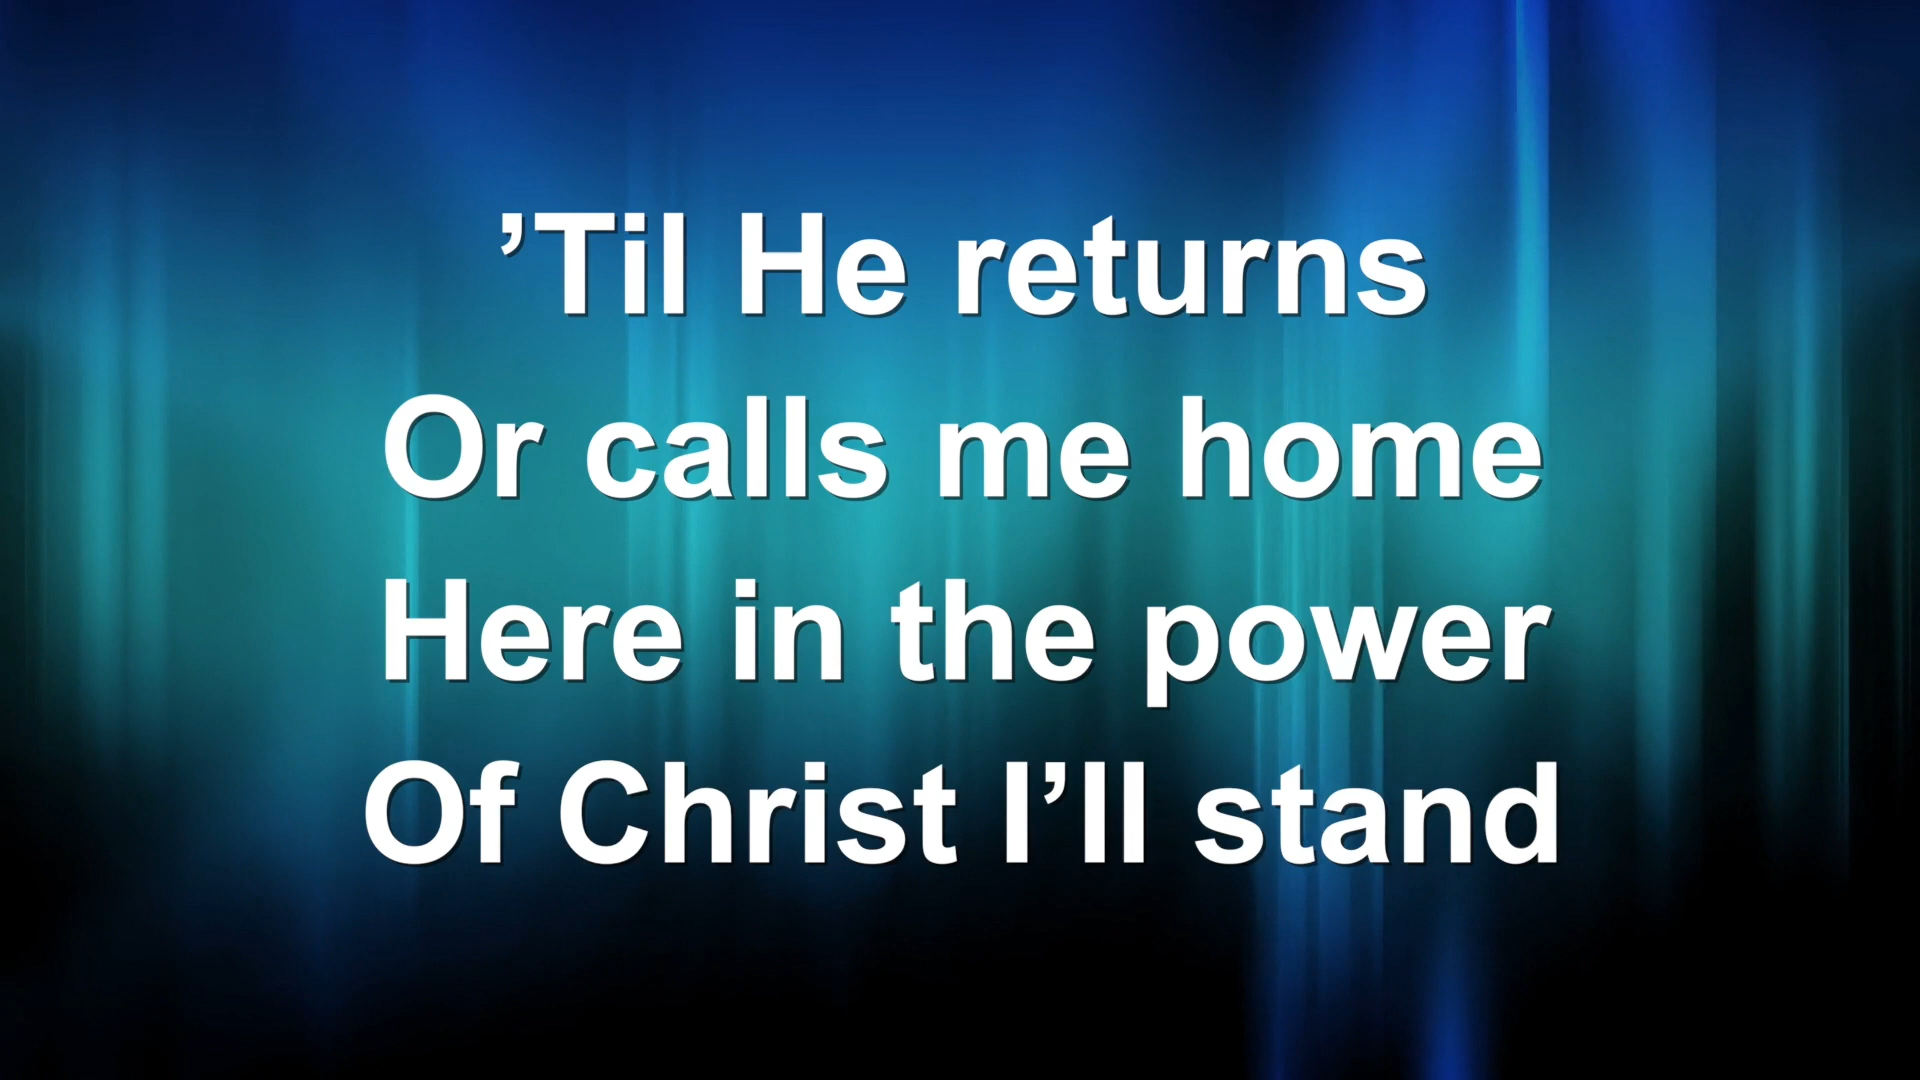 ’Til He returns
Or calls me home
Here in the power
Of Christ I’ll stand